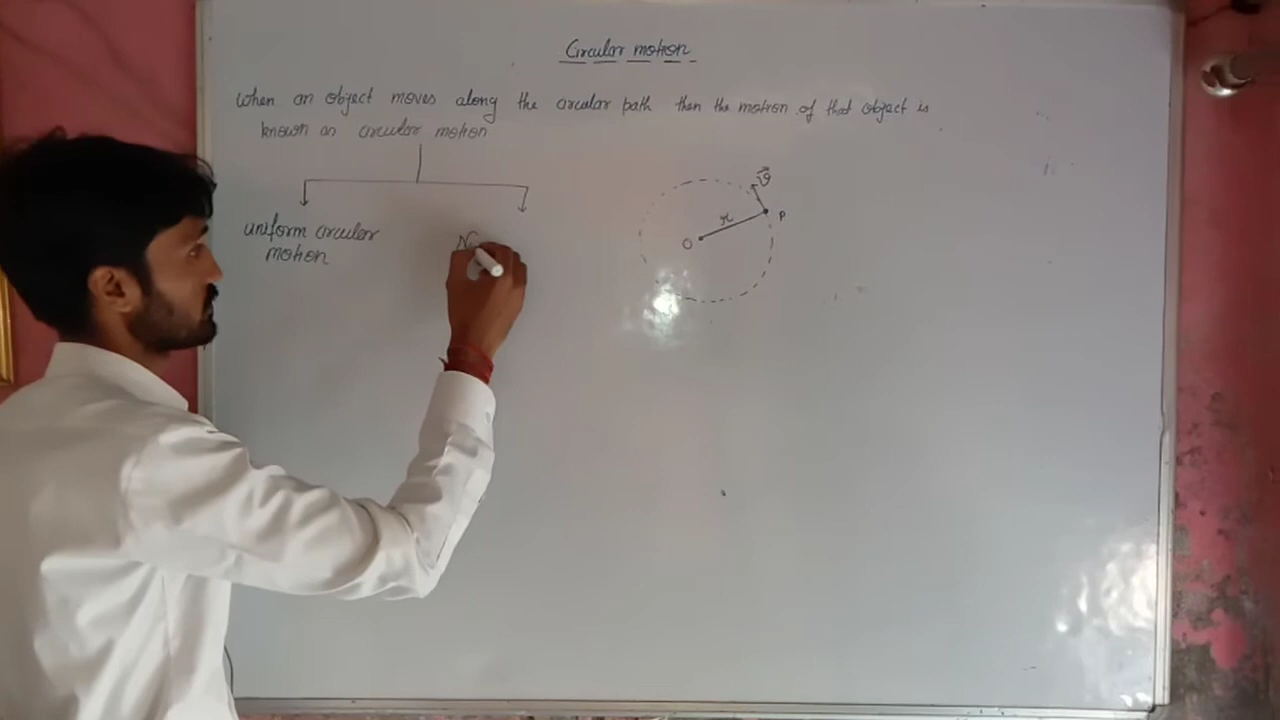 Circular motion
When an object moves along the circular path then the motion of that object is
known as circular motion
uniform circular
motion
v
r
P
O